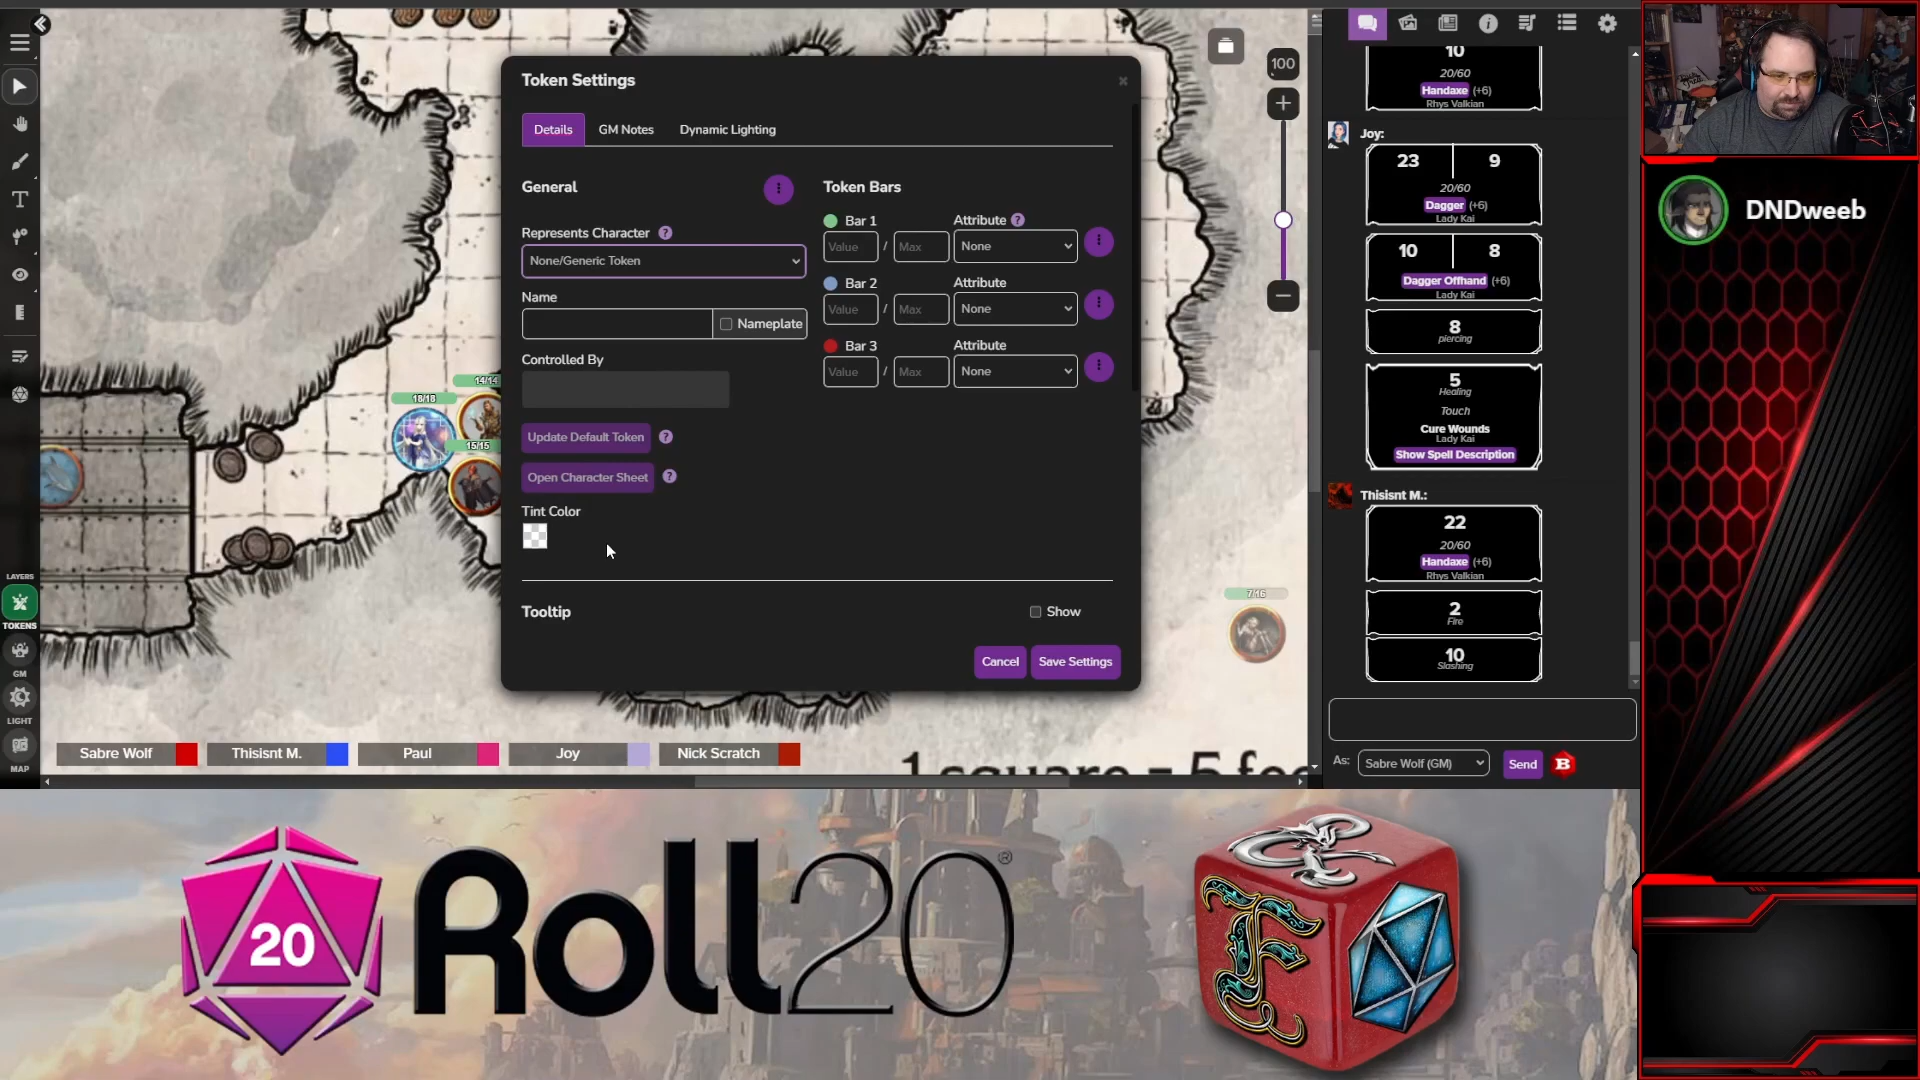 Token Settings
Details GM Notes Dynamic Lighting
General
Represents Character ?
None/Generic Token
Name
Nameplate
Controlled By
Update Default Token ?
Open Character Sheet ?
Tint Color
Token Bars
Bar 1 Attribute ?
Value / Max None
Bar 2 Attribute
Value / Max None
Bar 3 Attribute
Value / Max None
Tooltip Show
Cancel Save Settings
100
14/14
18/18
15/15
7/16
LAYERS
TOKENS
GM
LIGHT
MAP
Sabre Wolf Thisisnt M. Paul Joy Nick Scratch
1 square = 5 fee
10
20/60
Handaxe (+6)
Rhys Valkian
Joy:
23 9
20/60
Dagger (+6)
Lady Kai
10 8
Dagger Offhand (+6)
Lady Kai
8
piercing
5
Healing
Touch
Cure Wounds
Lady Kai
Show Spell Description
Thisisnt M.:
22
20/60
Handaxe (+6)
Rhys Valkian
2
Fire
10
Slashing
As: Sabre Wolf (GM) Send B
DNDweeb
20 Roll20®
E